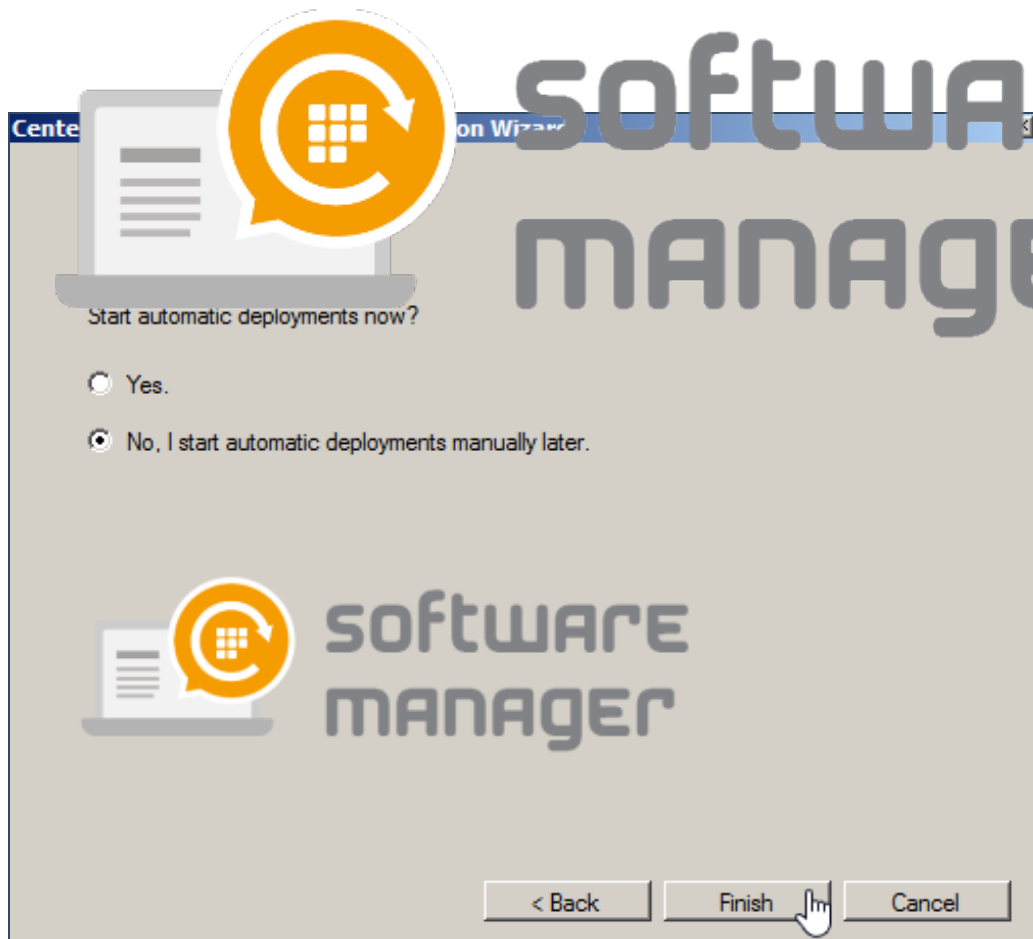 softwa
manage
Cente on Wizard
Start automatic deployments now?
Yes.
No, I start automatic deployments manually later.
software
manager
< Back Finish Cancel